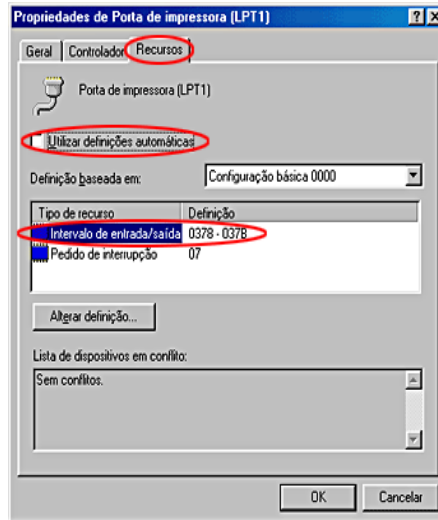 Propriedades de Porta de impressora (LPT1)
Geral Controlador Recursos
Porta de impressora (LPT1)
Utilizar definições automáticas
Definição baseada em: Configuração básica 0000
Tipo de recurso Definição
Intervalo de entrada/saída 0378 - 037B
Pedido de interrupção 07
Alterar definição...
Lista de dispositivos em conflito:
Sem conflitos.
OK Cancelar